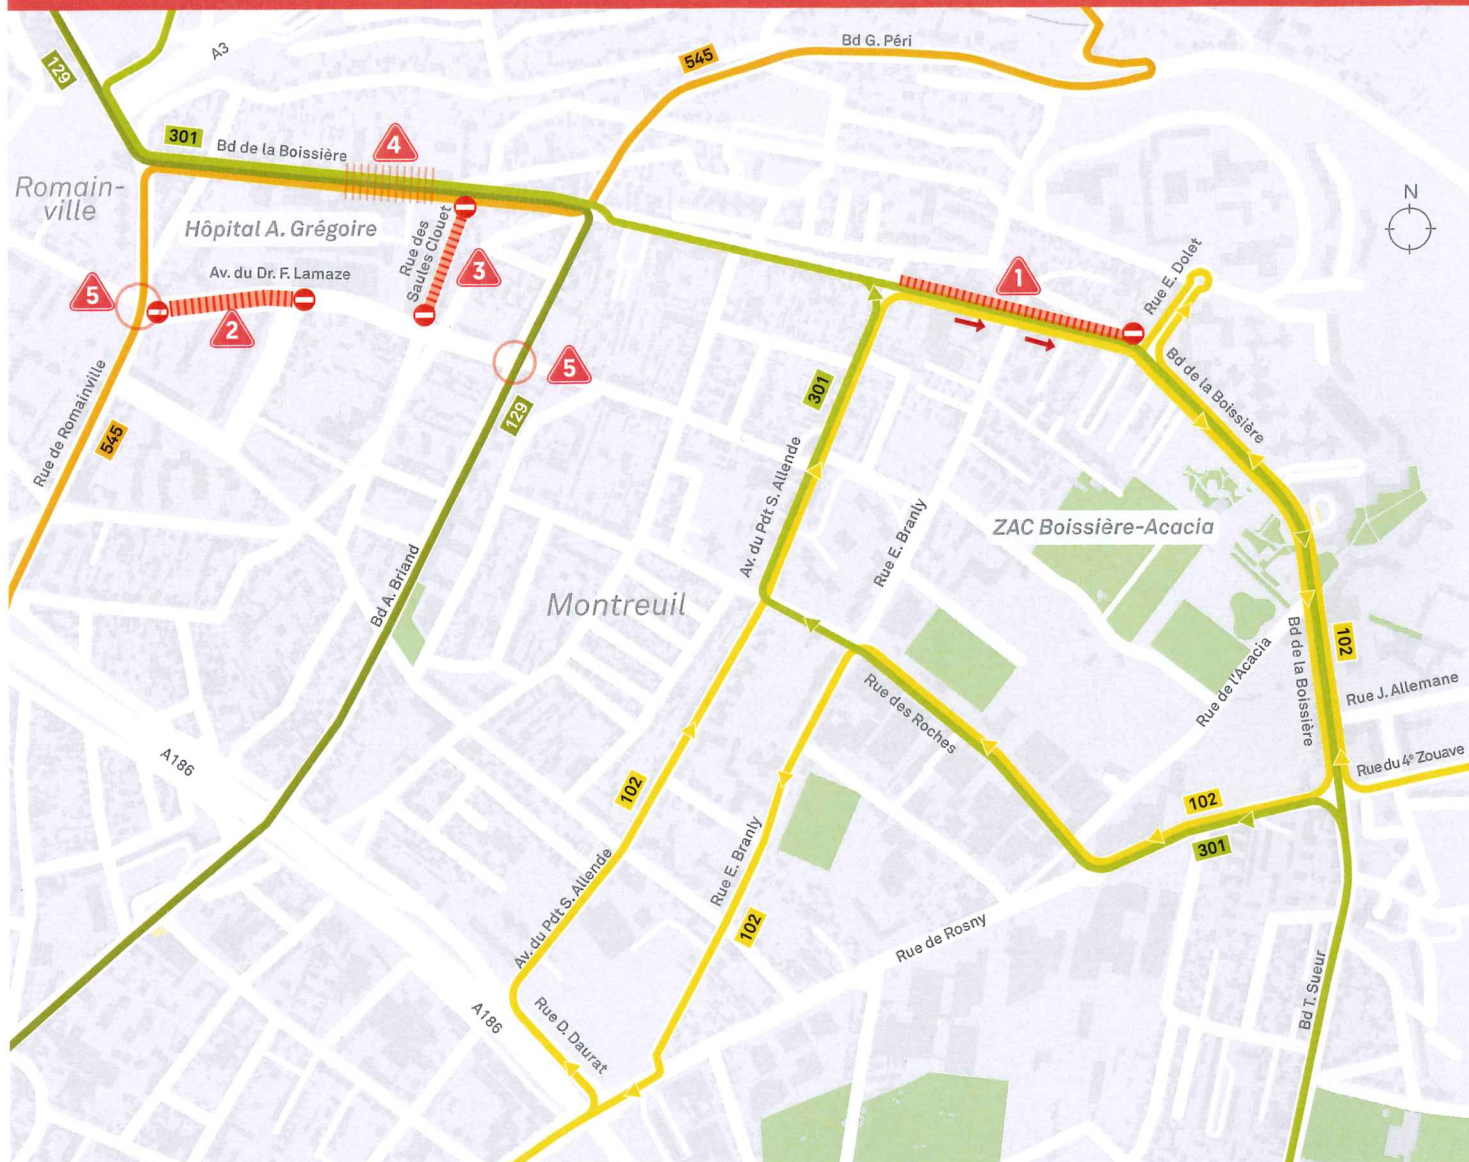 A3
Bd G. Péri
545
129
301
Bd de la Boissière
4
Romain-
ville
N
Hôpital A. Grégoire
Rue des
Saules Clouet
Rue E. Dolet
Av. du Dr. F. Lamaze
3
1
5
2
5
Bd de la Boissière
301
129
Rue de Romainville
545
Av. du Pdt S. Allende
Rue E. Branly
ZAC Boissière-Acacia
Bd A. Briand
Montreuil
102
Bd de la Boissière
Rue de l'Acacia
Rue J. Allemane
Rue des Roches
A186
Rue du 4e Zouave
102
102
301
Rue E. Branly
Av. du Pdt S. Allende
102
Rue de Rosny
Bd T. Sueur
A186
Rue D. Daurat